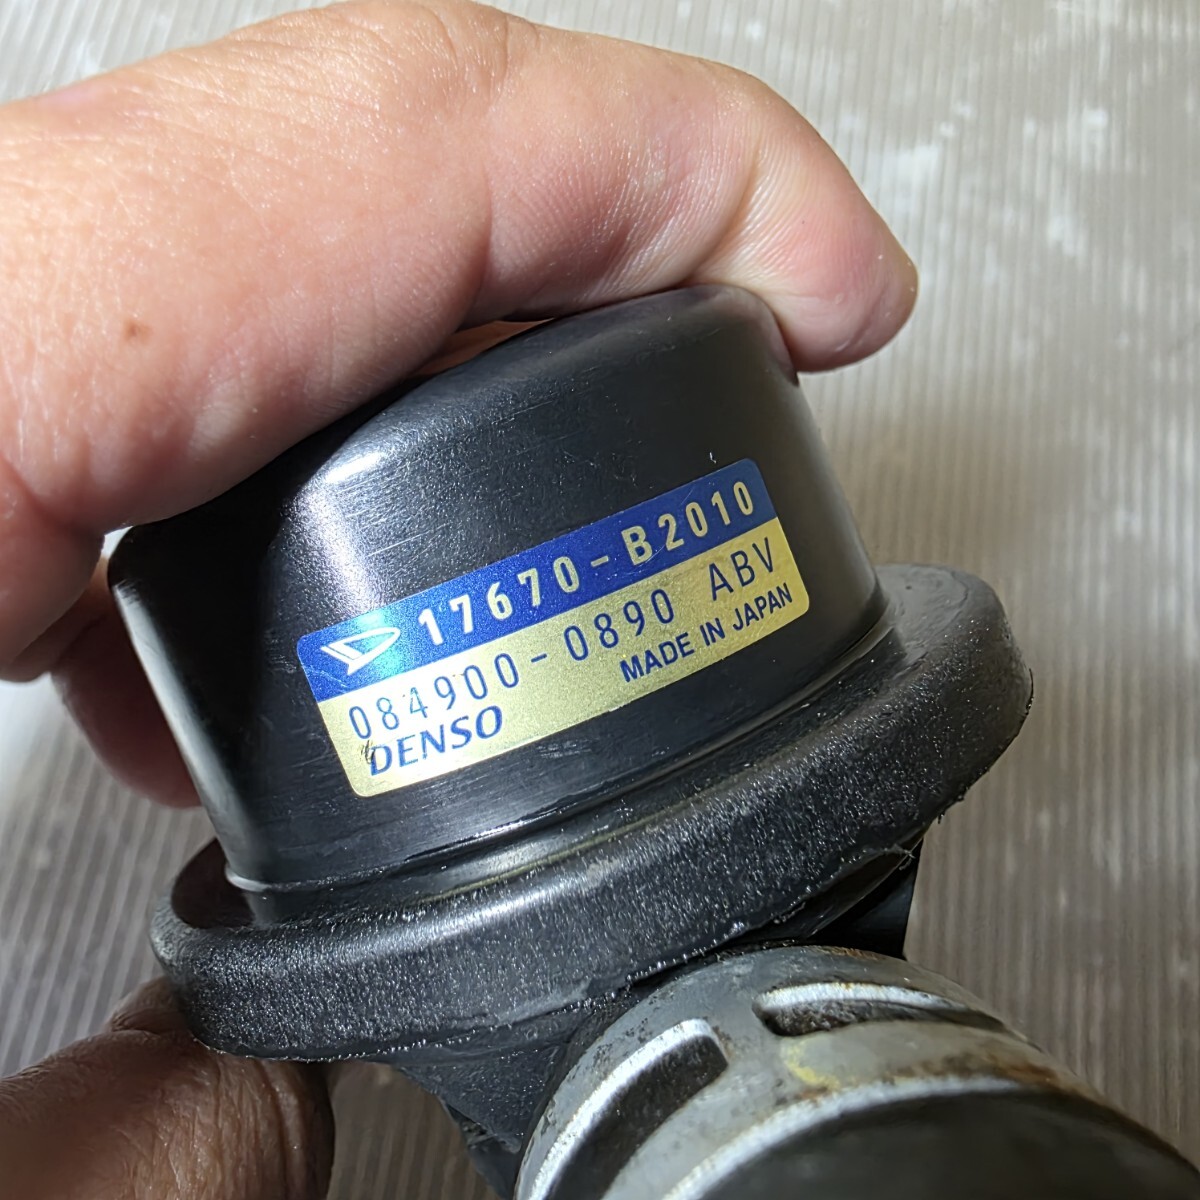 17670-B2010
084900-0890 ABV
DENSO MADE IN JAPAN